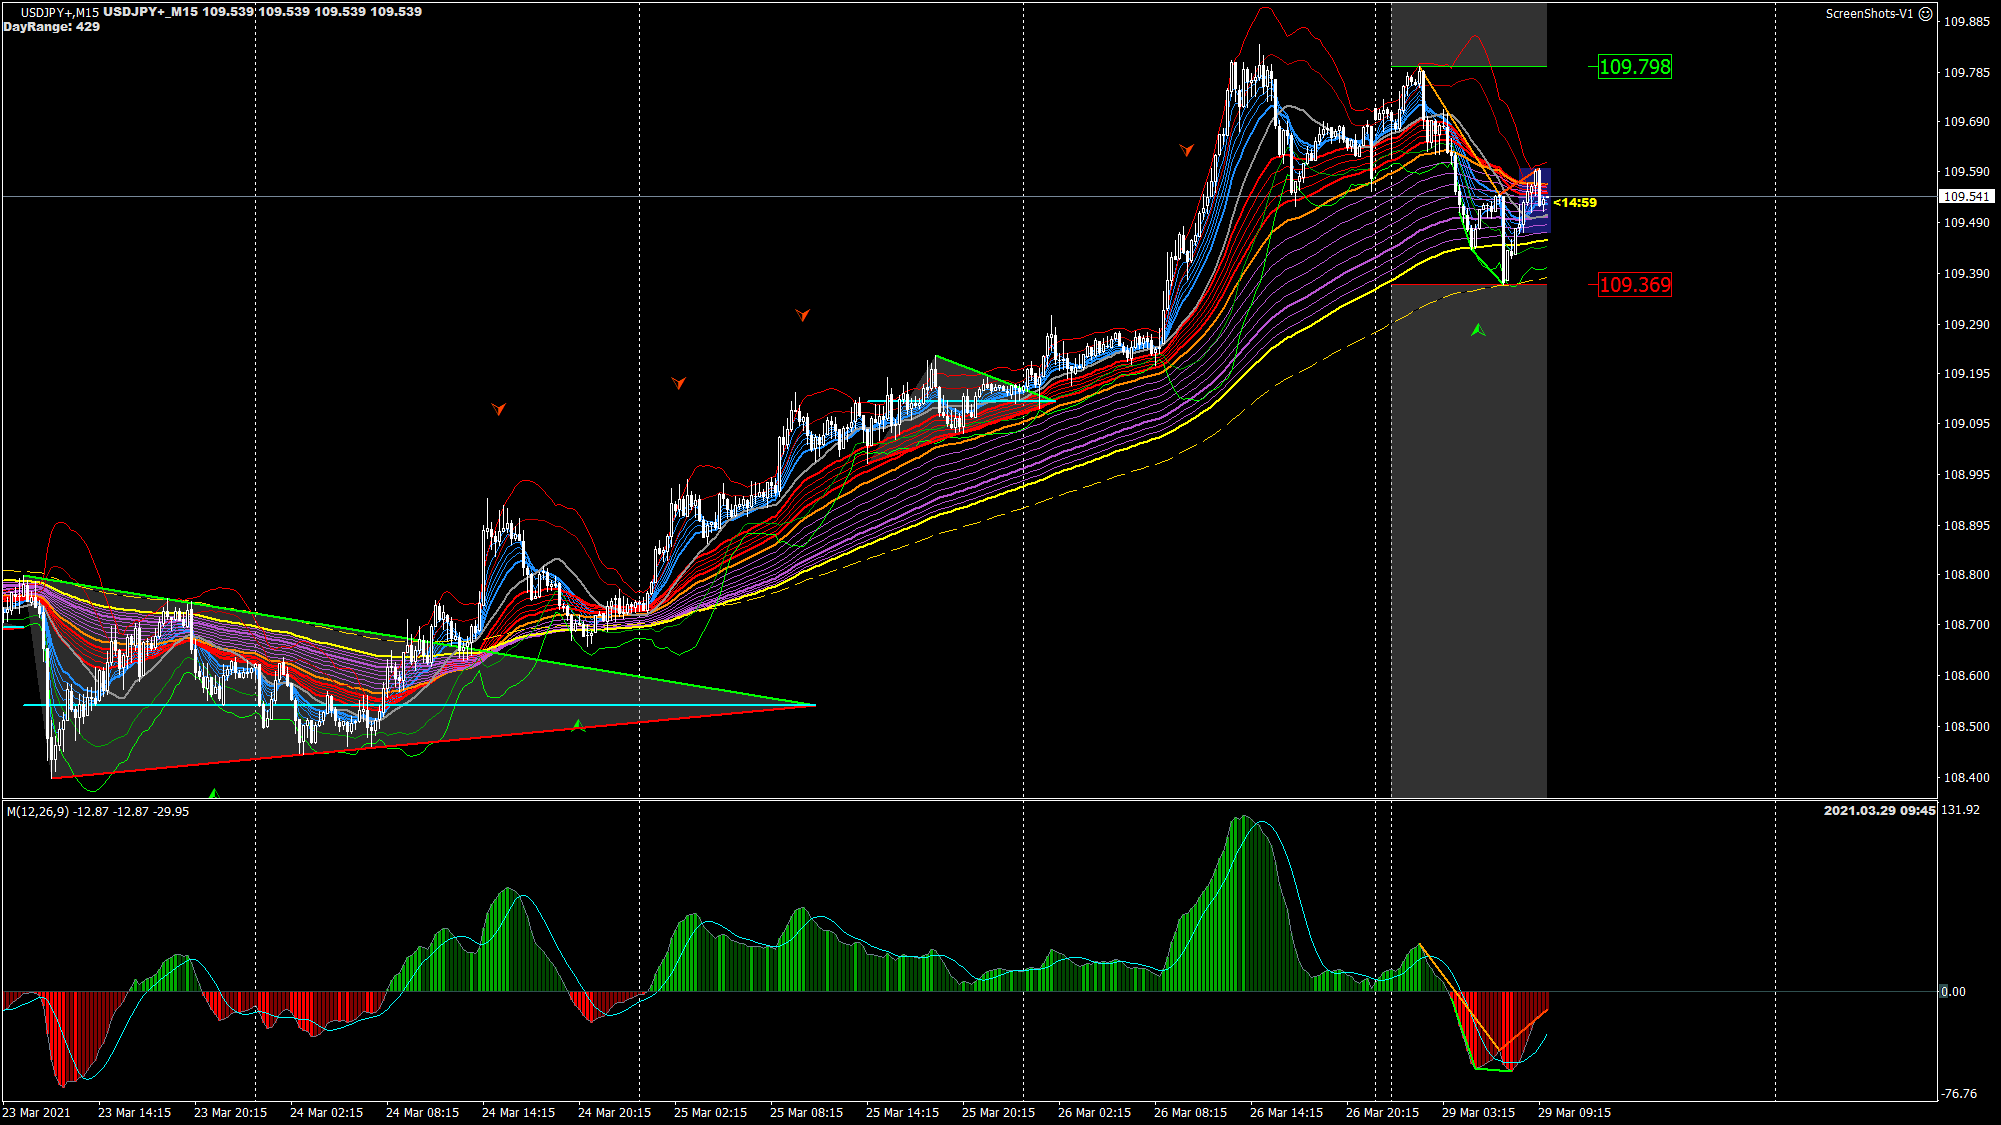 USDJPY+,M15 USDJPY+_M15 109.539 109.539 109.539 109.539
DayRange: 429
ScreenShots-V1
109.885
109.798
109.785
109.690
109.590
109.541
<14:59
109.490
109.390
109.369
109.290
109.195
109.095
108.995
108.895
108.800
108.700
108.600
108.500
108.400
M(12,26,9) -12.87 -12.87 -29.95
2021.03.29 09:45
131.92
0.00
-76.76
23 Mar 2021
23 Mar 14:15
23 Mar 20:15
24 Mar 02:15
24 Mar 08:15
24 Mar 14:15
24 Mar 20:15
25 Mar 02:15
25 Mar 08:15
25 Mar 14:15
25 Mar 20:15
26 Mar 02:15
26 Mar 08:15
26 Mar 14:15
26 Mar 20:15
29 Mar 03:15
29 Mar 09:15